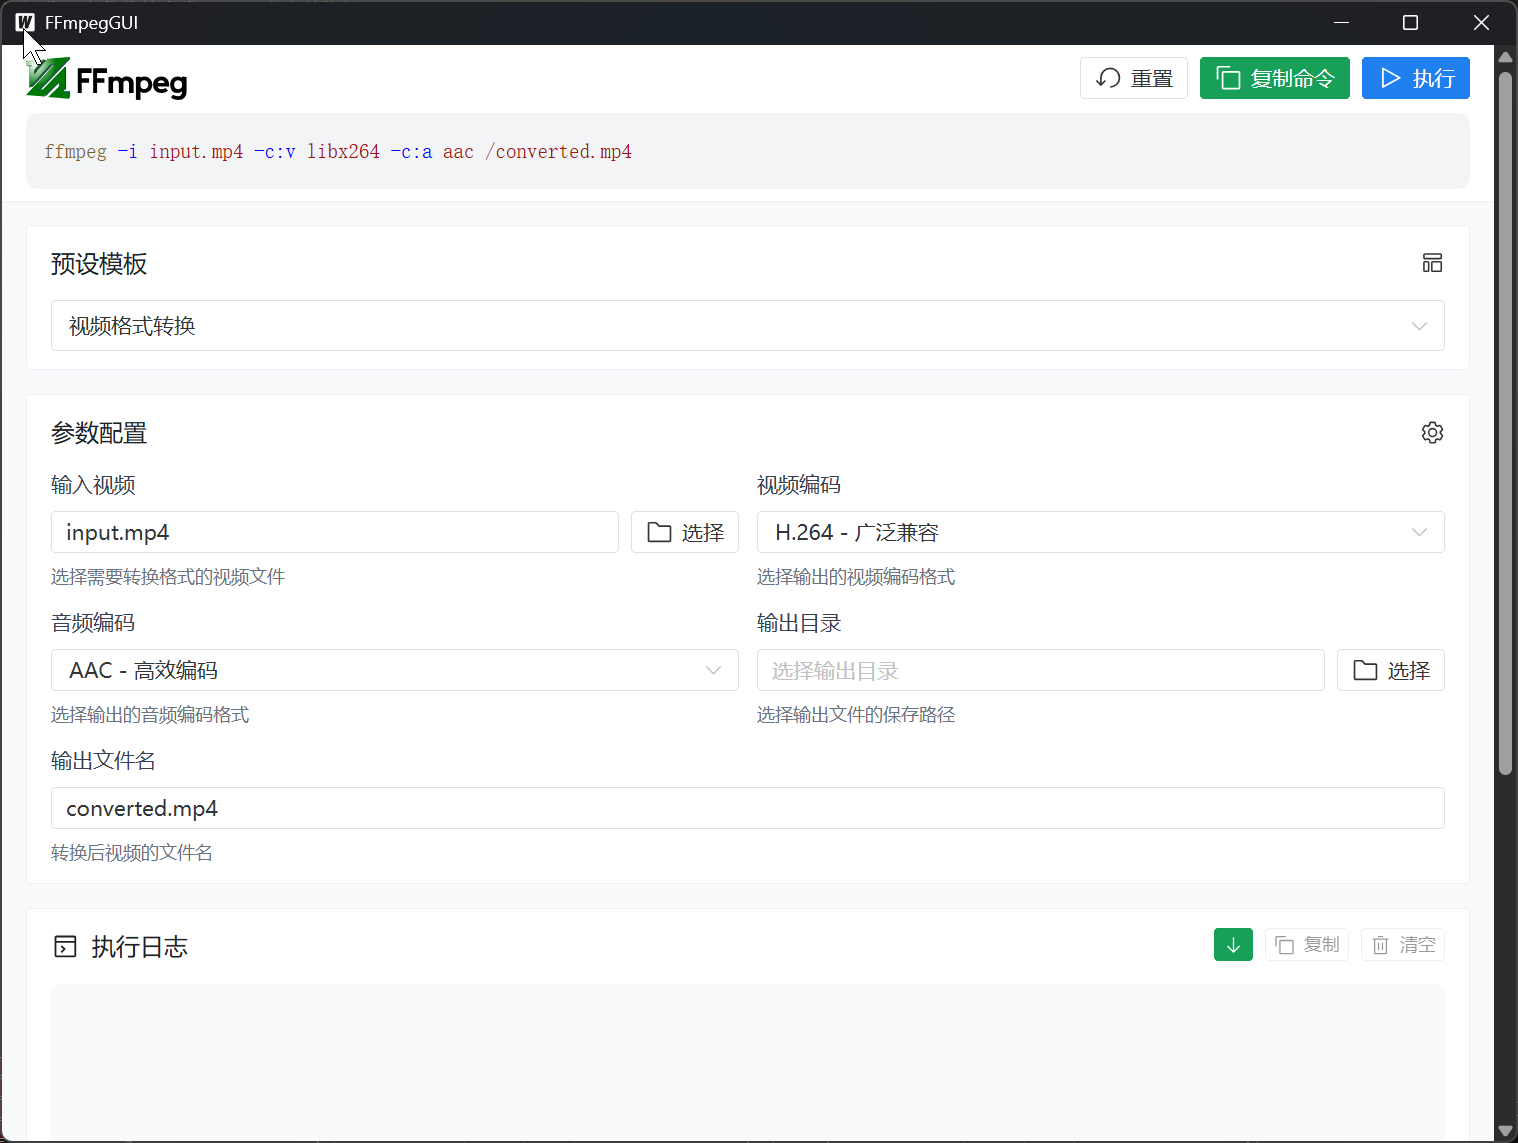 FFmpegGUI
FFmpeg
重置
复制命令
执行
ffmpeg -i input.mp4 -c:v libx264 -c:a aac /converted.mp4
预设模板
视频格式转换
参数配置
输入视频
视频编码
input.mp4
选择
H.264 - 广泛兼容
选择需要转换格式的视频文件
选择输出的视频编码格式
音频编码
输出目录
AAC - 高效编码
选择输出目录
选择
选择输出的音频编码格式
选择输出文件的保存路径
输出文件名
converted.mp4
转换后视频的文件名
执行日志
复制
清空